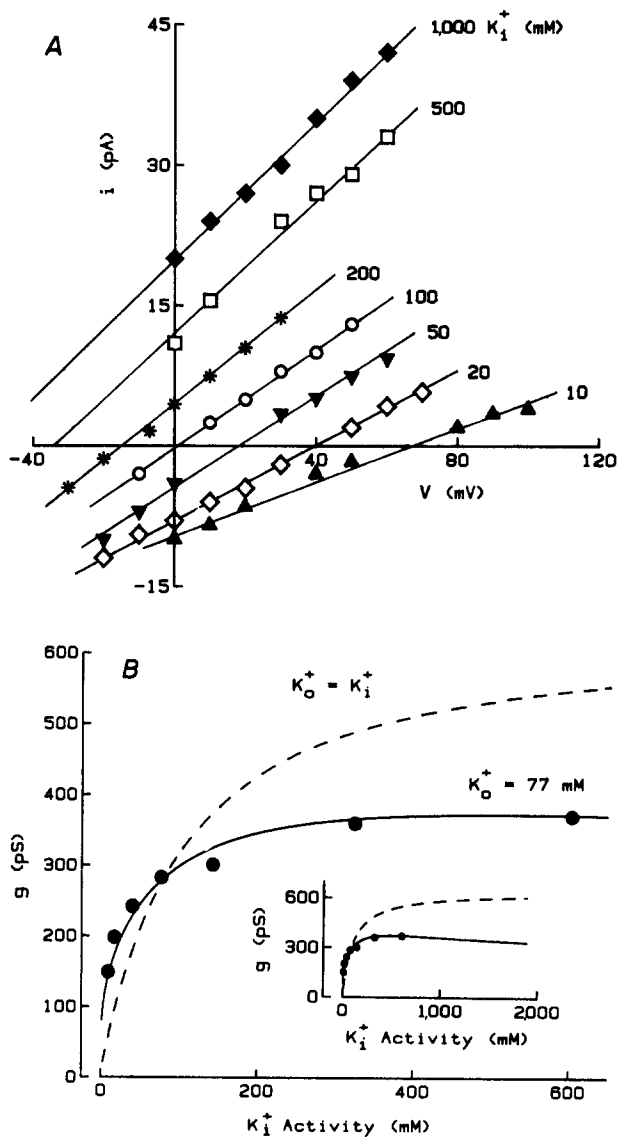 A
45
30
15
-15
i (pA)
-40
40
80
120
V (mV)
1,000 K⁺ᵢ (mM)
500
200
100
50
20
10
B
600
500
400
300
200
100
0
g (pS)
K⁺ₒ = K⁺ᵢ
K⁺ₒ = 77 mM
600
300
0
g (pS)
0
1,000
2,000
K⁺ᵢ Activity (mM)
0
200
400
600
K⁺ᵢ Activity (mM)